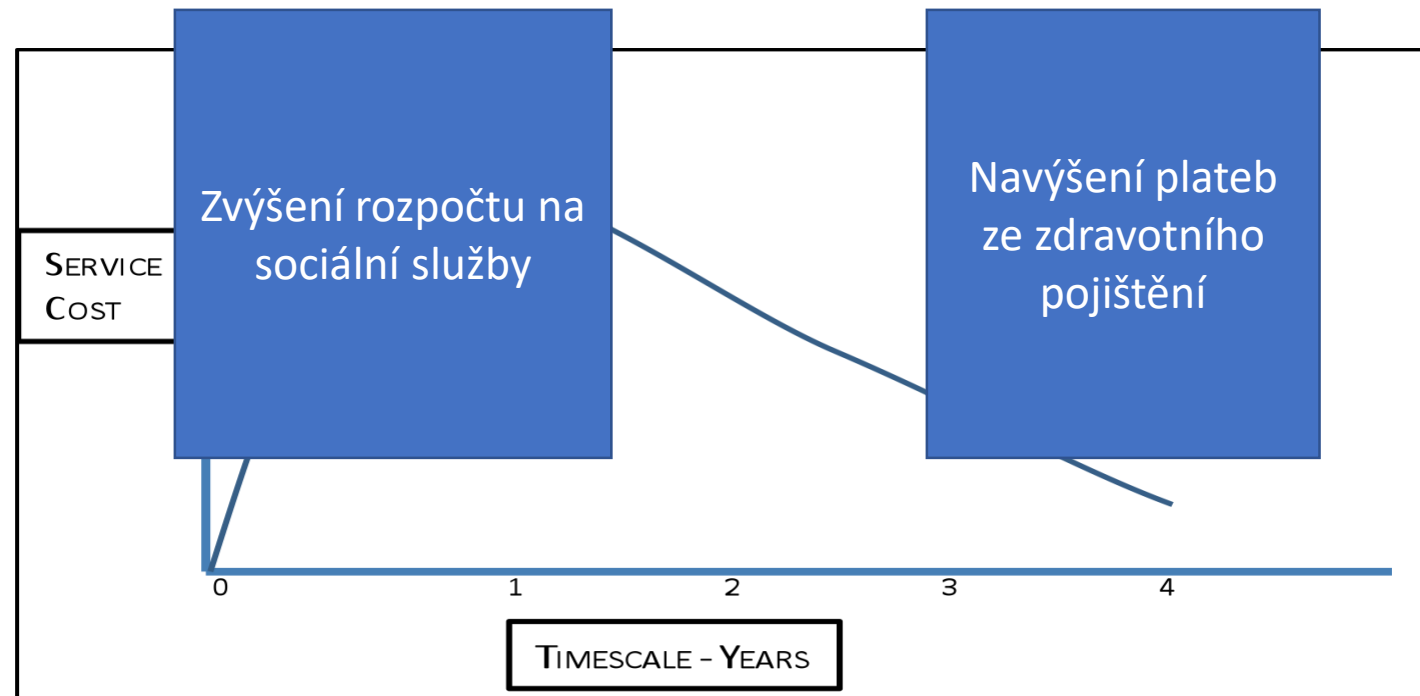 Zvýšení rozpočtu na
sociální služby
Navýšení plateb
ze zdravotního
pojištění
SERVICE
COST
0 1 2 3 4
TIMESCALE - YEARS